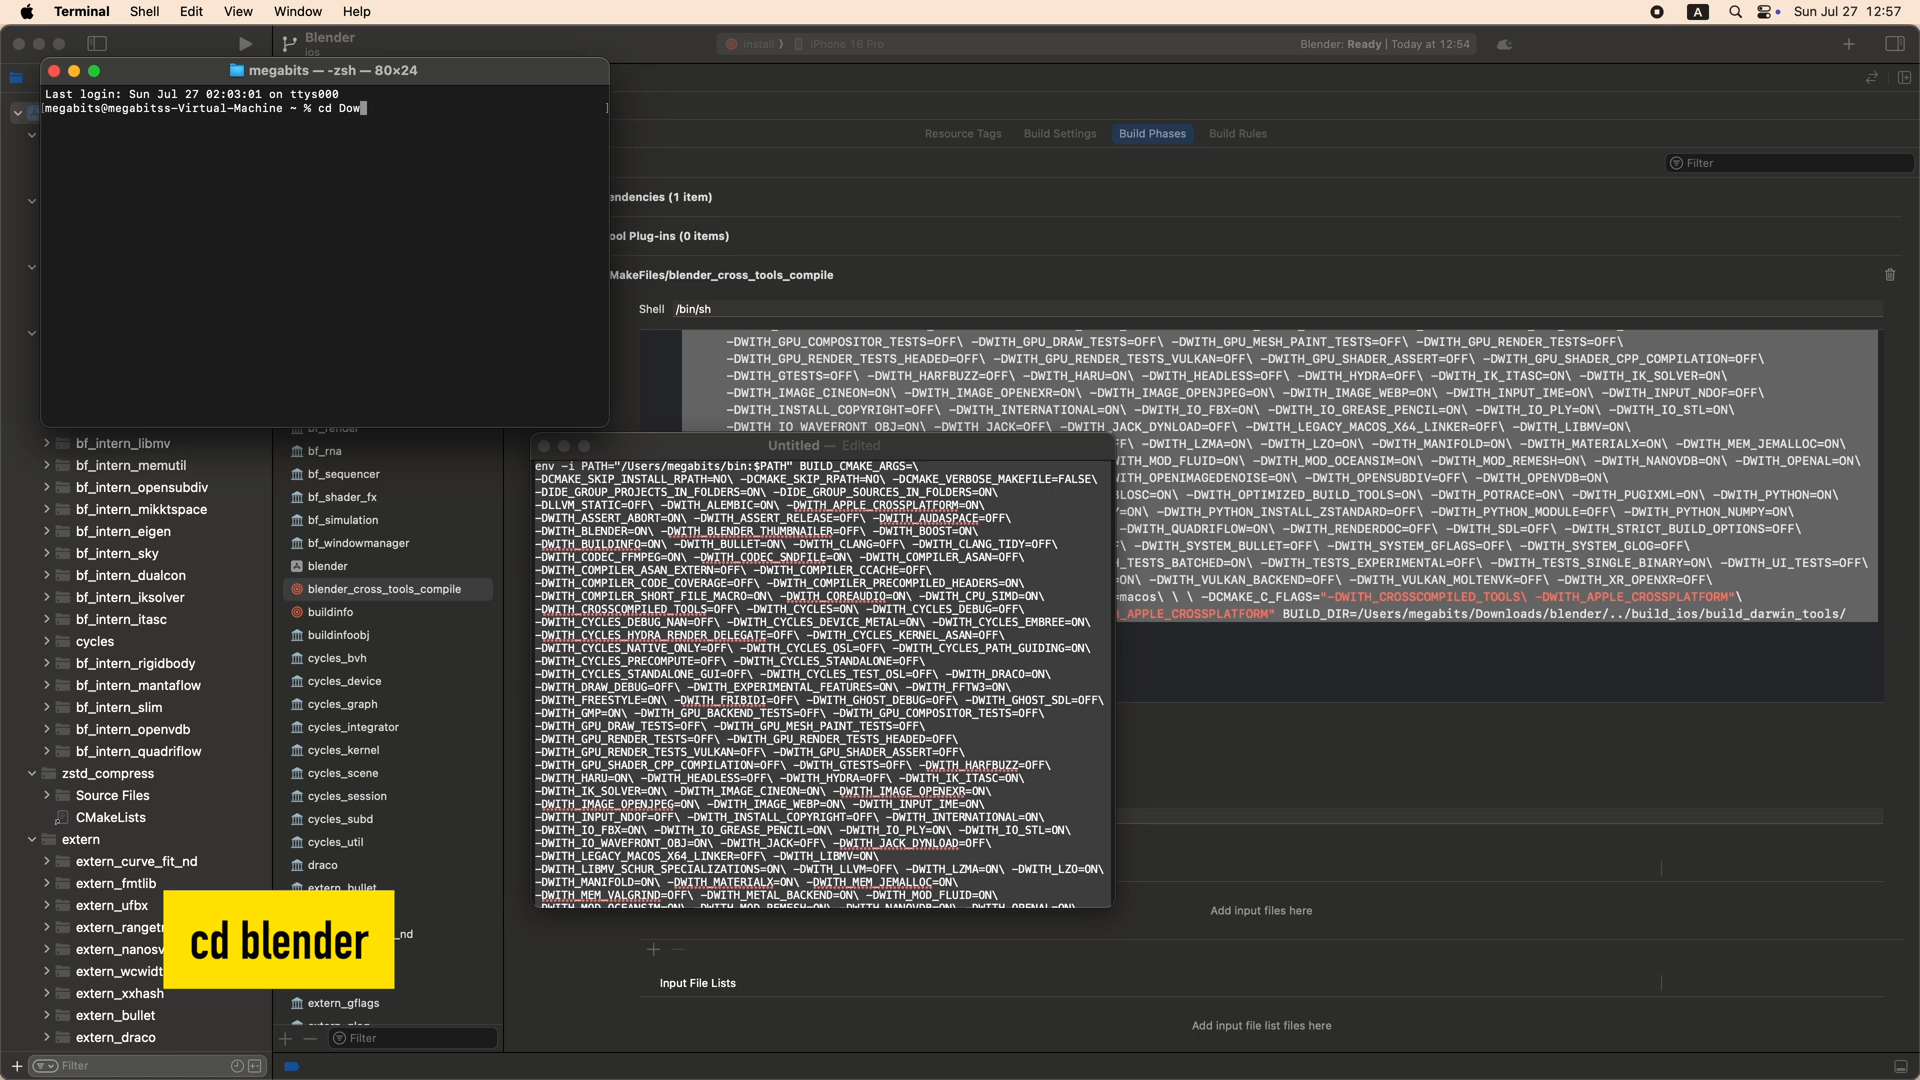 Terminal Shell Edit View Window Help
A
Sun Jul 27 12:57
Blender
ios
install
iPhone 16 Pro
Blender: Ready | Today at 12:54
megabits — -zsh — 80×24
Last login: Sun Jul 27 02:03:01 on ttys000
[megabits@megabitss-Virtual-Machine ~ % cd Dow ]
Resource Tags Build Settings Build Phases Build Rules
Filter
endencies (1 item)
ool Plug-ins (0 items)
MakeFiles/blender_cross_tools_compile
Shell /bin/sh
-DWITH_GPU_COMPOSITOR_TESTS=OFF\ -DWITH_GPU_DRAW_TESTS=OFF\ -DWITH_GPU_MESH_PAINT_TESTS=OFF\ -DWITH_GPU_RENDER_TESTS=OFF\
-DWITH_GPU_RENDER_TESTS_HEADED=OFF\ -DWITH_GPU_RENDER_TESTS_VULKAN=OFF\ -DWITH_GPU_SHADER_ASSERT=OFF\ -DWITH_GPU_SHADER_CPP_COMPILATION=OFF\
-DWITH_GTESTS=OFF\ -DWITH_HARFBUZZ=OFF\ -DWITH_HARU=ON\ -DWITH_HEADLESS=OFF\ -DWITH_HYDRA=OFF\ -DWITH_IK_ITASC=ON\ -DWITH_IK_SOLVER=ON\
-DWITH_IMAGE_CINEON=ON\ -DWITH_IMAGE_OPENEXR=ON\ -DWITH_IMAGE_OPENJPEG=ON\ -DWITH_IMAGE_WEBP=ON\ -DWITH_INPUT_IME=ON\ -DWITH_INPUT_NDOF=OFF\
-DWITH_INSTALL_COPYRIGHT=OFF\ -DWITH_INTERNATIONAL=ON\ -DWITH_IO_FBX=ON\ -DWITH_IO_GREASE_PENCIL=ON\ -DWITH_IO_PLY=ON\ -DWITH_IO_STL=ON\
-DWITH_IO_WAVEFRONT_OBJ=ON\ -DWITH_JACK=OFF\ -DWITH_JACK_DYNLOAD=OFF\ -DWITH_LEGACY_MACOS_X64_LINKER=OFF\ -DWITH_LIBMV=ON\
F\ -DWITH_LZMA=ON\ -DWITH_LZO=ON\ -DWITH_MANIFOLD=ON\ -DWITH_MATERIALX=ON\ -DWITH_MEM_JEMALLOC=ON\
ITH_MOD_FLUID=ON\ -DWITH_MOD_OCEANSIM=ON\ -DWITH_MOD_REMESH=ON\ -DWITH_NANOVDB=ON\ -DWITH_OPENAL=ON\
ITH_OPENIMAGEDENOISE=ON\ -DWITH_OPENSUBDIV=OFF\ -DWITH_OPENVDB=ON\
BLOSC=ON\ -DWITH_OPTIMIZED_BUILD_TOOLS=ON\ -DWITH_POTRACE=ON\ -DWITH_PUGIXML=ON\ -DWITH_PYTHON=ON\
=ON\ -DWITH_PYTHON_INSTALL_ZSTANDARD=OFF\ -DWITH_PYTHON_MODULE=OFF\ -DWITH_PYTHON_NUMPY=ON\
-DWITH_QUADRIFLOW=ON\ -DWITH_RENDERDOC=OFF\ -DWITH_SDL=OFF\ -DWITH_STRICT_BUILD_OPTIONS=OFF\
F\ -DWITH_SYSTEM_BULLET=OFF\ -DWITH_SYSTEM_GFLAGS=OFF\ -DWITH_SYSTEM_GLOG=OFF\
_TESTS_BATCHED=ON\ -DWITH_TESTS_EXPERIMENTAL=OFF\ -DWITH_TESTS_SINGLE_BINARY=ON\ -DWITH_UI_TESTS=OFF\
=ON\ -DWITH_VULKAN_BACKEND=OFF\ -DWITH_VULKAN_MOLTENVK=OFF\ -DWITH_XR_OPENXR=OFF\
=macos\ \ \ -DCMAKE_C_FLAGS="-DWITH_CROSSCOMPILED_TOOLS\ -DWITH_APPLE_CROSSPLATFORM"\
_APPLE_CROSSPLATFORM" BUILD_DIR=/Users/megabits/Downloads/blender/../build_ios/build_darwin_tools/
Untitled — Edited
env -i PATH="/Users/megabits/bin:$PATH" BUILD_CMAKE_ARGS=\
-DCMAKE_SKIP_INSTALL_RPATH=NO\ -DCMAKE_SKIP_RPATH=NO\ -DCMAKE_VERBOSE_MAKEFILE=FALSE\
-DIDE_GROUP_PROJECTS_IN_FOLDERS=ON\ -DIDE_GROUP_SOURCES_IN_FOLDERS=ON\
-DLLVM_STATIC=OFF\ -DWITH_ALEMBIC=ON\ -DWITH_APPLE_CROSSPLATFORM=ON\
-DWITH_ASSERT_ABORT=ON\ -DWITH_ASSERT_RELEASE=OFF\ -DWITH_AUDASPACE=OFF\
-DWITH_BLENDER=ON\ -DWITH_BLENDER_THUMBNAILER=OFF\ -DWITH_BOOST=ON\
-DWITH_BUILDINFO=ON\ -DWITH_BULLET=ON\ -DWITH_CLANG=OFF\ -DWITH_CLANG_TIDY=OFF\
-DWITH_CODEC_FFMPEG=ON\ -DWITH_CODEC_SNDFILE=ON\ -DWITH_COMPILER_ASAN=OFF\
-DWITH_COMPILER_ASAN_EXTERN=OFF\ -DWITH_COMPILER_CCACHE=OFF\
-DWITH_COMPILER_CODE_COVERAGE=OFF\ -DWITH_COMPILER_PRECOMPILED_HEADERS=ON\
-DWITH_COMPILER_SHORT_FILE_MACRO=ON\ -DWITH_COREAUDIO=ON\ -DWITH_CPU_SIMD=ON\
-DWITH_CROSSCOMPILED_TOOLS=OFF\ -DWITH_CYCLES=ON\ -DWITH_CYCLES_DEBUG=OFF\
-DWITH_CYCLES_DEBUG_NAN=OFF\ -DWITH_CYCLES_DEVICE_METAL=ON\ -DWITH_CYCLES_EMBREE=ON\
-DWITH_CYCLES_HYDRA_RENDER_DELEGATE=OFF\ -DWITH_CYCLES_KERNEL_ASAN=OFF\
-DWITH_CYCLES_NATIVE_ONLY=OFF\ -DWITH_CYCLES_OSL=OFF\ -DWITH_CYCLES_PATH_GUIDING=ON\
-DWITH_CYCLES_PRECOMPUTE=OFF\ -DWITH_CYCLES_STANDALONE=OFF\
-DWITH_CYCLES_STANDALONE_GUI=OFF\ -DWITH_CYCLES_TEST_OSL=OFF\ -DWITH_DRACO=ON\
-DWITH_DRAW_DEBUG=OFF\ -DWITH_EXPERIMENTAL_FEATURES=ON\ -DWITH_FFTW3=ON\
-DWITH_FREESTYLE=ON\ -DWITH_FRIBIDI=OFF\ -DWITH_GHOST_DEBUG=OFF\ -DWITH_GHOST_SDL=OFF\
-DWITH_GMP=ON\ -DWITH_GPU_BACKEND_TESTS=OFF\ -DWITH_GPU_COMPOSITOR_TESTS=OFF\
-DWITH_GPU_DRAW_TESTS=OFF\ -DWITH_GPU_MESH_PAINT_TESTS=OFF\
-DWITH_GPU_RENDER_TESTS=OFF\ -DWITH_GPU_RENDER_TESTS_HEADED=OFF\
-DWITH_GPU_RENDER_TESTS_VULKAN=OFF\ -DWITH_GPU_SHADER_ASSERT=OFF\
-DWITH_GPU_SHADER_CPP_COMPILATION=OFF\ -DWITH_GTESTS=OFF\ -DWITH_HARFBUZZ=OFF\
-DWITH_HARU=ON\ -DWITH_HEADLESS=OFF\ -DWITH_HYDRA=OFF\ -DWITH_IK_ITASC=ON\
-DWITH_IK_SOLVER=ON\ -DWITH_IMAGE_CINEON=ON\ -DWITH_IMAGE_OPENEXR=ON\
-DWITH_IMAGE_OPENJPEG=ON\ -DWITH_IMAGE_WEBP=ON\ -DWITH_INPUT_IME=ON\
-DWITH_INPUT_NDOF=OFF\ -DWITH_INSTALL_COPYRIGHT=OFF\ -DWITH_INTERNATIONAL=ON\
-DWITH_IO_FBX=ON\ -DWITH_IO_GREASE_PENCIL=ON\ -DWITH_IO_PLY=ON\ -DWITH_IO_STL=ON\
-DWITH_IO_WAVEFRONT_OBJ=ON\ -DWITH_JACK=OFF\ -DWITH_JACK_DYNLOAD=OFF\
-DWITH_LEGACY_MACOS_X64_LINKER=OFF\ -DWITH_LIBMV=ON\
-DWITH_LIBMV_SCHUR_SPECIALIZATIONS=ON\ -DWITH_LLVM=OFF\ -DWITH_LZMA=ON\ -DWITH_LZO=ON\
-DWITH_MANIFOLD=ON\ -DWITH_MATERIALX=ON\ -DWITH_MEM_JEMALLOC=ON\
-DWITH_MEM_VALGRIND=OFF\ -DWITH_METAL_BACKEND=ON\ -DWITH_MOD_FLUID=ON\
-DWITH_MOD_OCEANSIM=ON\ -DWITH_MOD_REMESH=ON\ -DWITH_NANOVDB=ON\ -DWITH_OPENAL=ON\
bf_intern_libmv
bf_intern_memutil
bf_intern_opensubdiv
bf_intern_mikktspace
bf_intern_eigen
bf_intern_sky
bf_intern_dualcon
bf_intern_iksolver
bf_intern_itasc
cycles
bf_intern_rigidbody
bf_intern_mantaflow
bf_intern_slim
bf_intern_openvdb
bf_intern_quadriflow
zstd_compress
Source Files
CMakeLists
extern
extern_curve_fit_nd
extern_fmtlib
extern_ufbx
extern_rangetr
extern_nanosv
extern_wcwidt
extern_xxhash
extern_bullet
extern_draco
Filter
bf_render
bf_rna
bf_sequencer
bf_shader_fx
bf_simulation
bf_windowmanager
blender
blender_cross_tools_compile
buildinfo
buildinfoobj
cycles_bvh
cycles_device
cycles_graph
cycles_integrator
cycles_kernel
cycles_scene
cycles_session
cycles_subd
cycles_util
draco
extern_bullet
_nd
extern_gflags
extern_glog
Filter
cd blender
Add input files here
Input File Lists
Add input file list files here